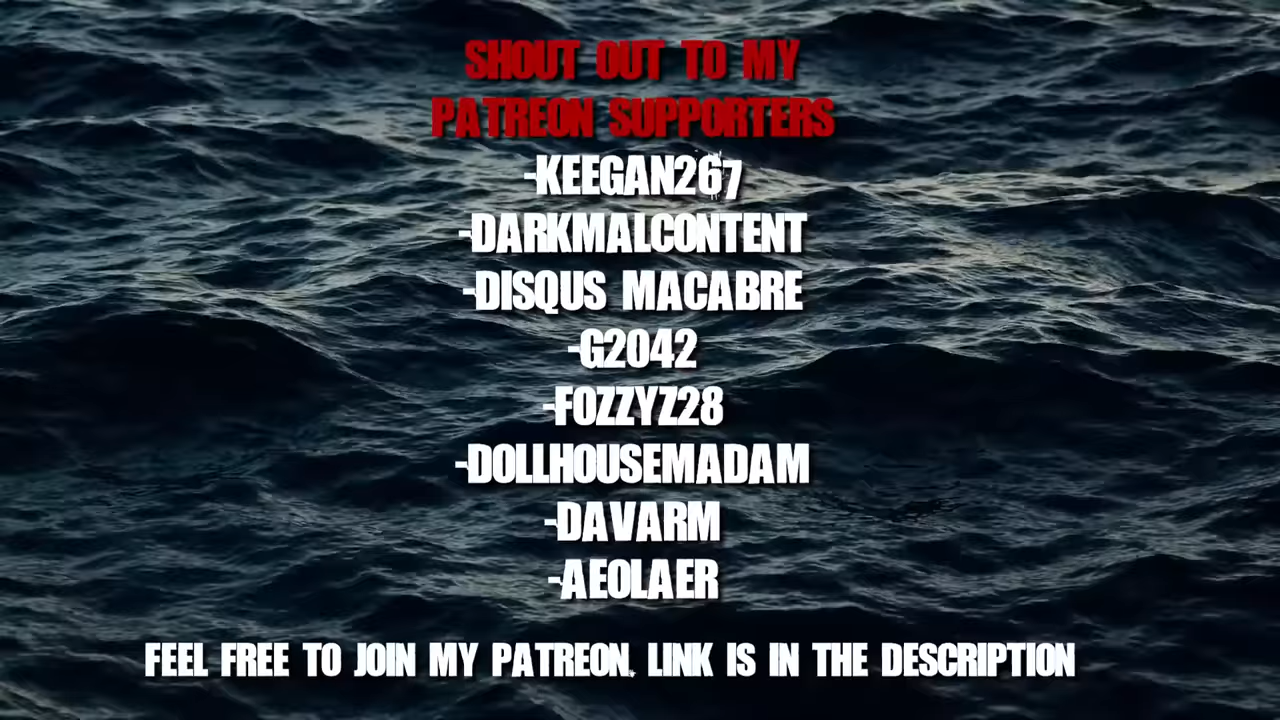 SHOUT OUT TO MY
PATREON SUPPORTERS
-KEEGAN267
-DARKMALCONTENT
-DISQUS MACABRE
-G2042
-FOZZYZ28
-DOLLHOUSEMADAM
-DAVARM
-AEOLAER
FEEL FREE TO JOIN MY PATREON. LINK IS IN THE DESCRIPTION